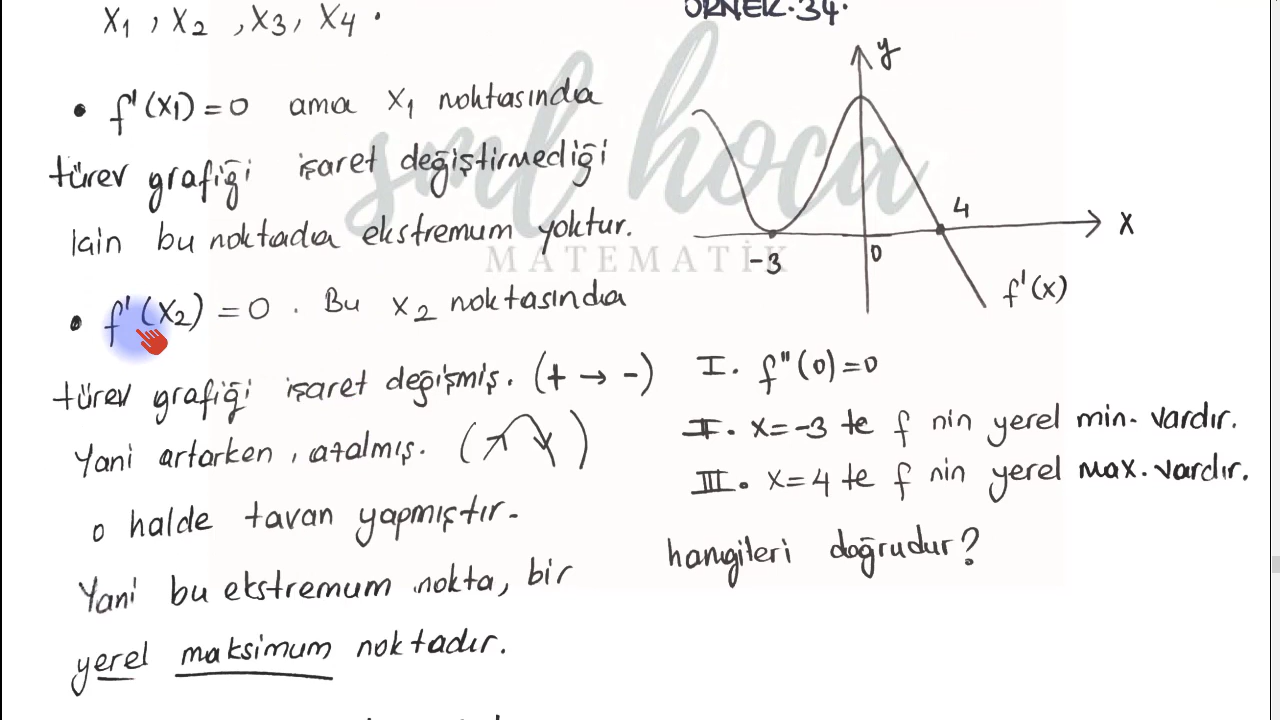 x1, x2, x3, x4.
• f'(x1) = 0 ama x1 noktasında
türev grafiği işaret değiştirmediği
için bu noktada ekstremum yoktur.
• f'(x2) = 0. Bu x2 noktasında
türev grafiği işaret değişmiş. (+ → -)
Yani artarken, azalmış. ( )
o halde tavan yapmıştır.
Yani bu ekstremum nokta, bir
yerel maksimum noktadır.
ÖRNEK.34.
y
4
x
-3
0
f'(x)
I. f''(0)=0
II. x=-3 te f nin yerel min. vardır.
III. x=4 te f nin yerel max. vardır.
hangileri doğrudur?
sml hoca
MATEMATİK